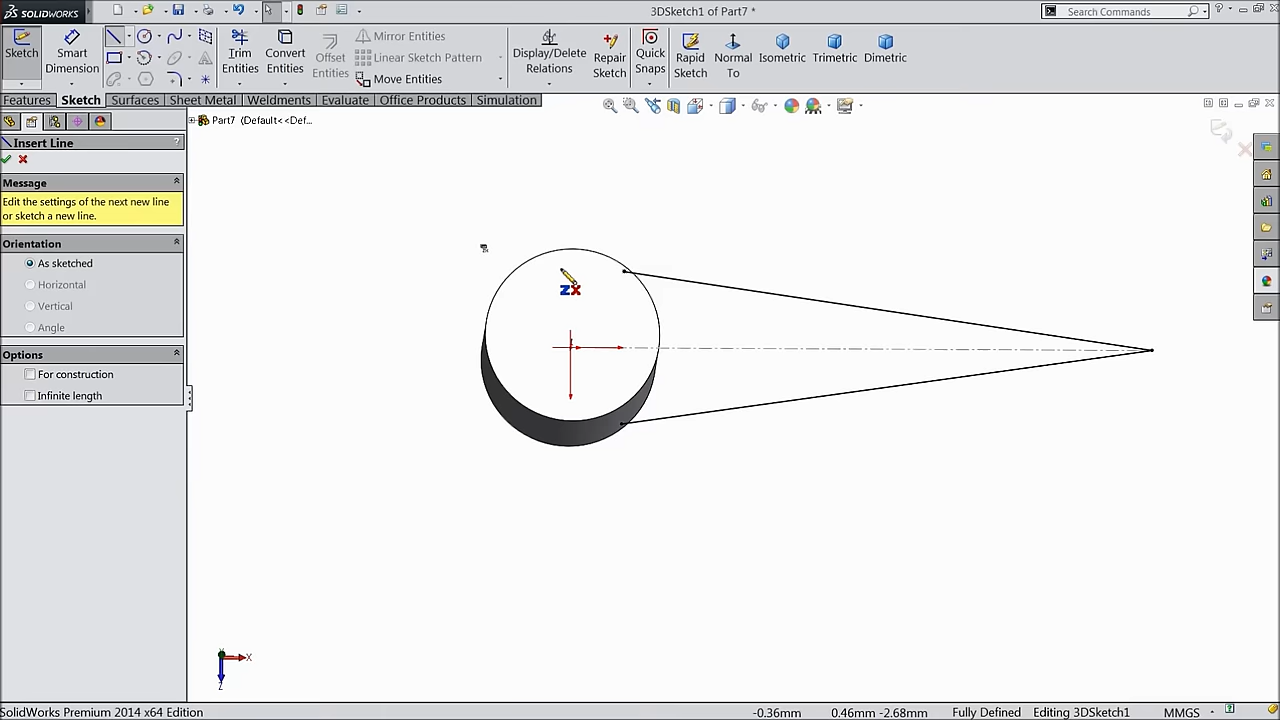 SOLIDWORKS
3DSketch1 of Part7 *
Search Commands
?
Sketch
Smart Dimension
Trim Entities
Convert Entities
Offset Entities
Mirror Entities
Linear Sketch Pattern
Move Entities
Display/Delete Relations
Repair Sketch
Quick Snaps
Rapid Sketch
Normal To
Isometric
Trimetric
Dimetric
Features
Sketch
Surfaces
Sheet Metal
Weldments
Evaluate
Office Products
Simulation
Part7 (Default<<Def...
Insert Line
?
Message
Edit the settings of the next new line
or sketch a new line.
Orientation
As sketched
Horizontal
Vertical
Angle
Options
For construction
Infinite length
ZX
X
Z
SolidWorks Premium 2014 x64 Edition
-0.36mm
0.46mm -2.68mm
Fully Defined
Editing 3DSketch1
MMGS
?